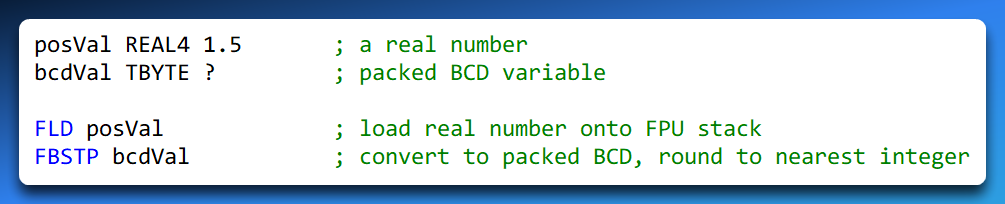 posVal REAL4 1.5       ; a real number
bcdVal TBYTE ?         ; packed BCD variable
FLD posVal             ; load real number onto FPU stack
FBSTP bcdVal           ; convert to packed BCD, round to nearest integer